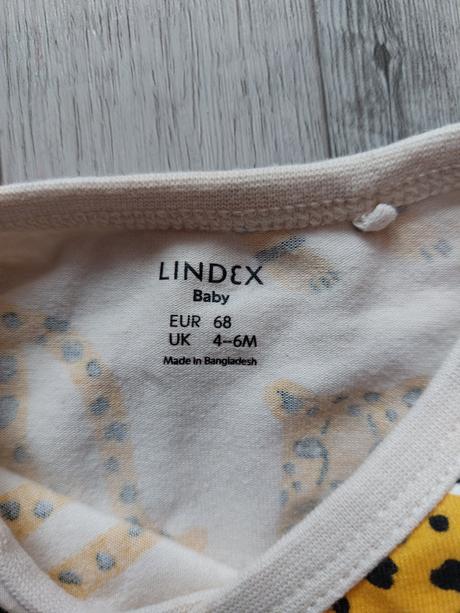 LINDEX
Baby
EUR 68
UK 4-6M
Made in Bangladesh